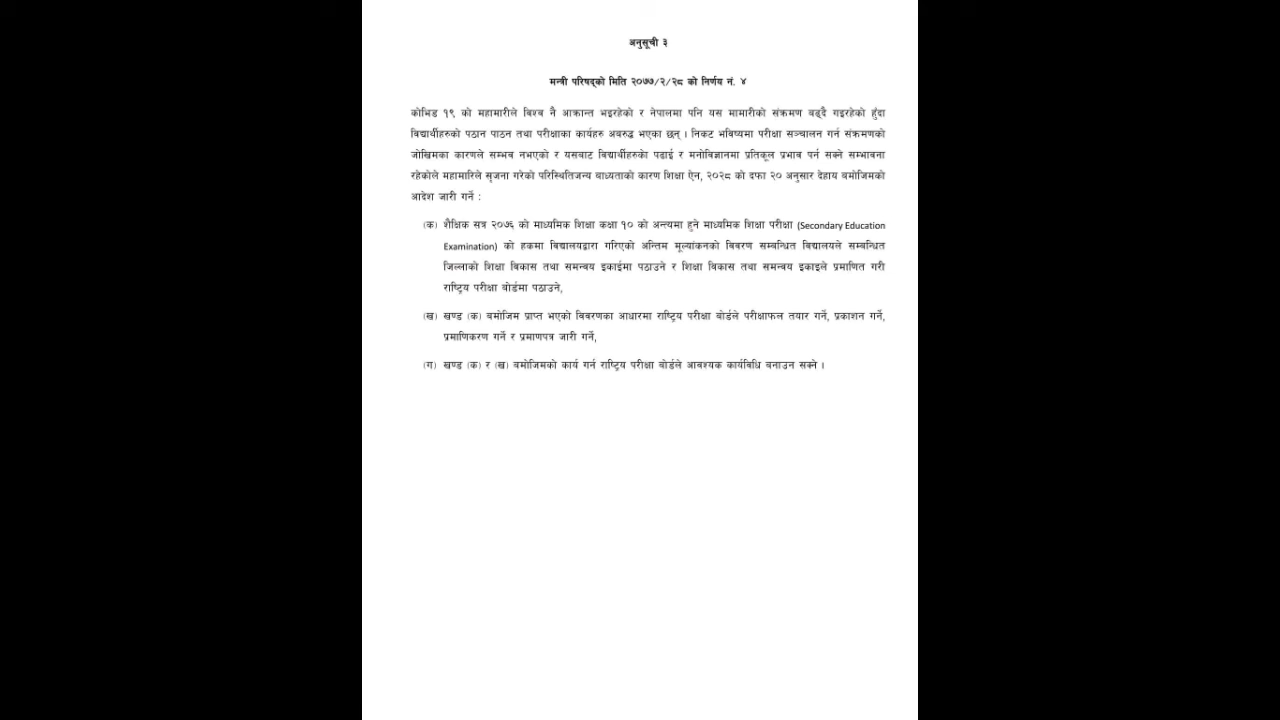 अनुसूची ३
मन्त्री परिषद्को मिति २०७७/२/२८ को निर्णय नं. ४
कोभिड १९ को महामारीले विश्व नै आक्रान्त भइरहेको र नेपालमा पनि यस मामारीको संक्रमण बढ्दै गइरहेको हुँदा
विद्यार्थीहरुको पठान पाठन तथा परीक्षाका कार्यहरु अवरुद्ध भएका छन् । निकट भविष्यमा परीक्षा सञ्चालन गर्न संक्रमणको
जोखिमका कारणले सम्भव नभएको र यसबाट विद्यार्थीहरुको पढाई र मनोविज्ञानमा प्रतिकूल प्रभाव पर्न सक्ने सम्भावना
रहेकोले महामारिले सृजना गरेको परिस्थितिजन्य बाध्यताको कारण शिक्षा ऐन, २०२८ को दफा २० अनुसार देहाय बमोजिमको
आदेश जारी गर्ने :
(क) शैक्षिक सत्र २०७६ को माध्यमिक शिक्षा कक्षा १० को अन्त्यमा हुने माध्यमिक शिक्षा परीक्षा (Secondary Education
Examination) को हकमा विद्यालयद्वारा गरिएको अन्तिम मूल्यांकनको विवरण सम्बन्धित विद्यालयले सम्बन्धित
जिल्लाको शिक्षा विकास तथा समन्वय इकाईमा पठाउने र शिक्षा विकास तथा समन्वय इकाइले प्रमाणित गरी
राष्ट्रिय परीक्षा बोर्डमा पठाउने,
(ख) खण्ड (क) बमोजिम प्राप्त भएको विवरणका आधारमा राष्ट्रिय परीक्षा बोर्डले परीक्षाफल तयार गर्ने, प्रकाशन गर्ने,
प्रमाणिकरण गर्ने र प्रमाणपत्र जारी गर्ने,
(ग) खण्ड (क) र (ख) बमोजिमको कार्य गर्न राष्ट्रिय परीक्षा बोर्डले आवश्यक कार्यविधि बनाउन सक्ने ।